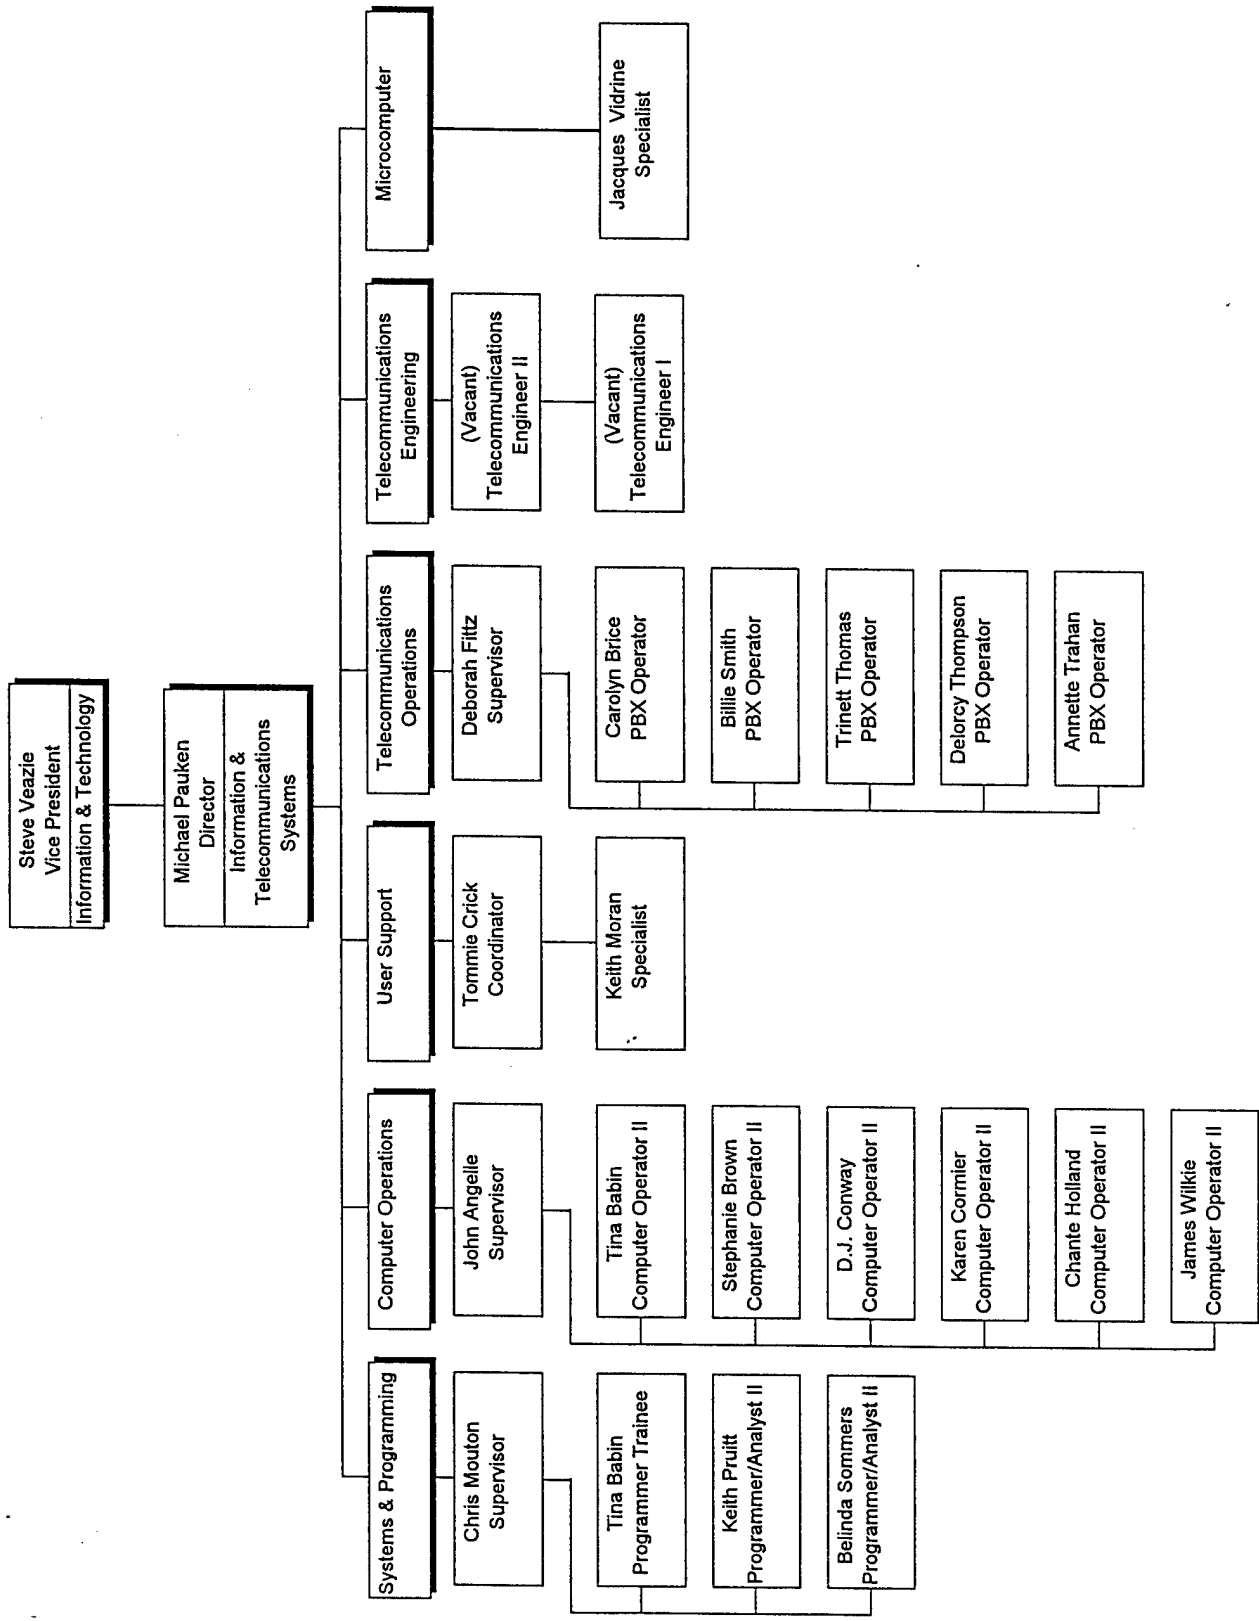 Steve Veazie
Vice President
Information & Technology
Michael Pauken
Director
Information &
Telecommunications
Systems
Systems & Programming
Chris Mouton
Supervisor
Tina Babin
Programmer Trainee
Keith Pruitt
Programmer/Analyst II
Belinda Sommers
Programmer/Analyst II
Computer Operations
John Angelle
Supervisor
Tina Babin
Computer Operator II
Stephanie Brown
Computer Operator II
D.J. Conway
Computer Operator II
Karen Cormier
Computer Operator II
Chante Holland
Computer Operator II
James Wilkie
Computer Operator II
User Support
Tommie Crick
Coordinator
Keith Moran
Specialist
Telecommunications
Operations
Deborah Fittz
Supervisor
Carolyn Brice
PBX Operator
Billie Smith
PBX Operator
Trinett Thomas
PBX Operator
Delorcy Thompson
PBX Operator
Annette Trahan
PBX Operator
Telecommunications
Engineering
(Vacant)
Telecommunications
Engineer II
(Vacant)
Telecommunications
Engineer I
Microcomputer
Jacques Vidrine
Specialist